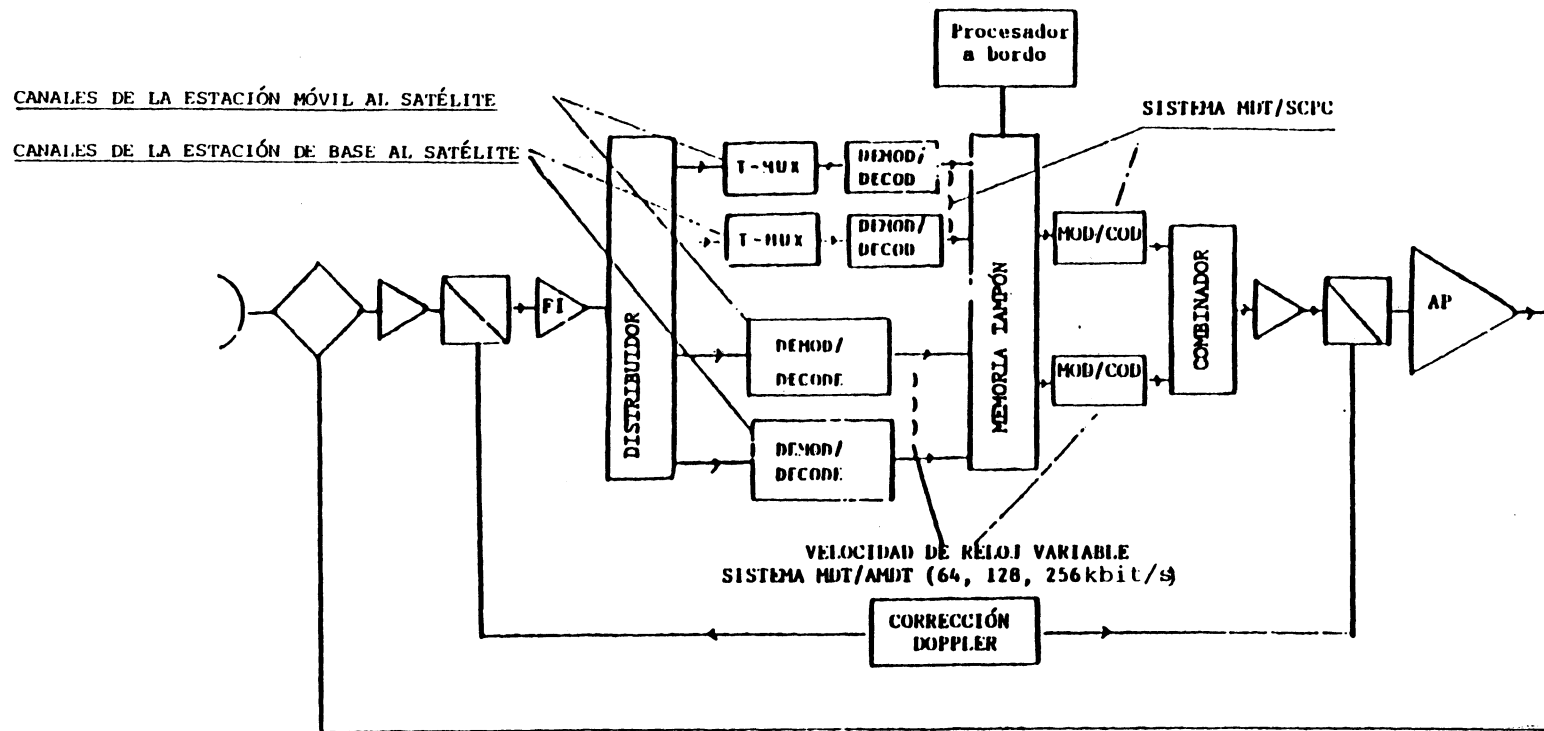 Procesador
a bordo
CANALES DE LA ESTACIÓN MÓVIL AL SATÉLITE
SISTEMA MDT/SCPC
CANALES DE LA ESTACIÓN DE BASE AL SATÉLITE
T-MUX
DEMOD/
DECOD
T-MUX
DEMOD/
DECOD
MOD/COD
FI
DISTRIBUIDOR
DEMOD/
DECODE
MEMORIA TAMPÓN
MOD/COD
COMBINADOR
AP
DEMOD/
DECODE
VELOCIDAD DE RELOJ VARIABLE
SISTEMA MDT/AMDT (64, 128, 256kbit/s)
CORRECCIÓN
DOPPLER